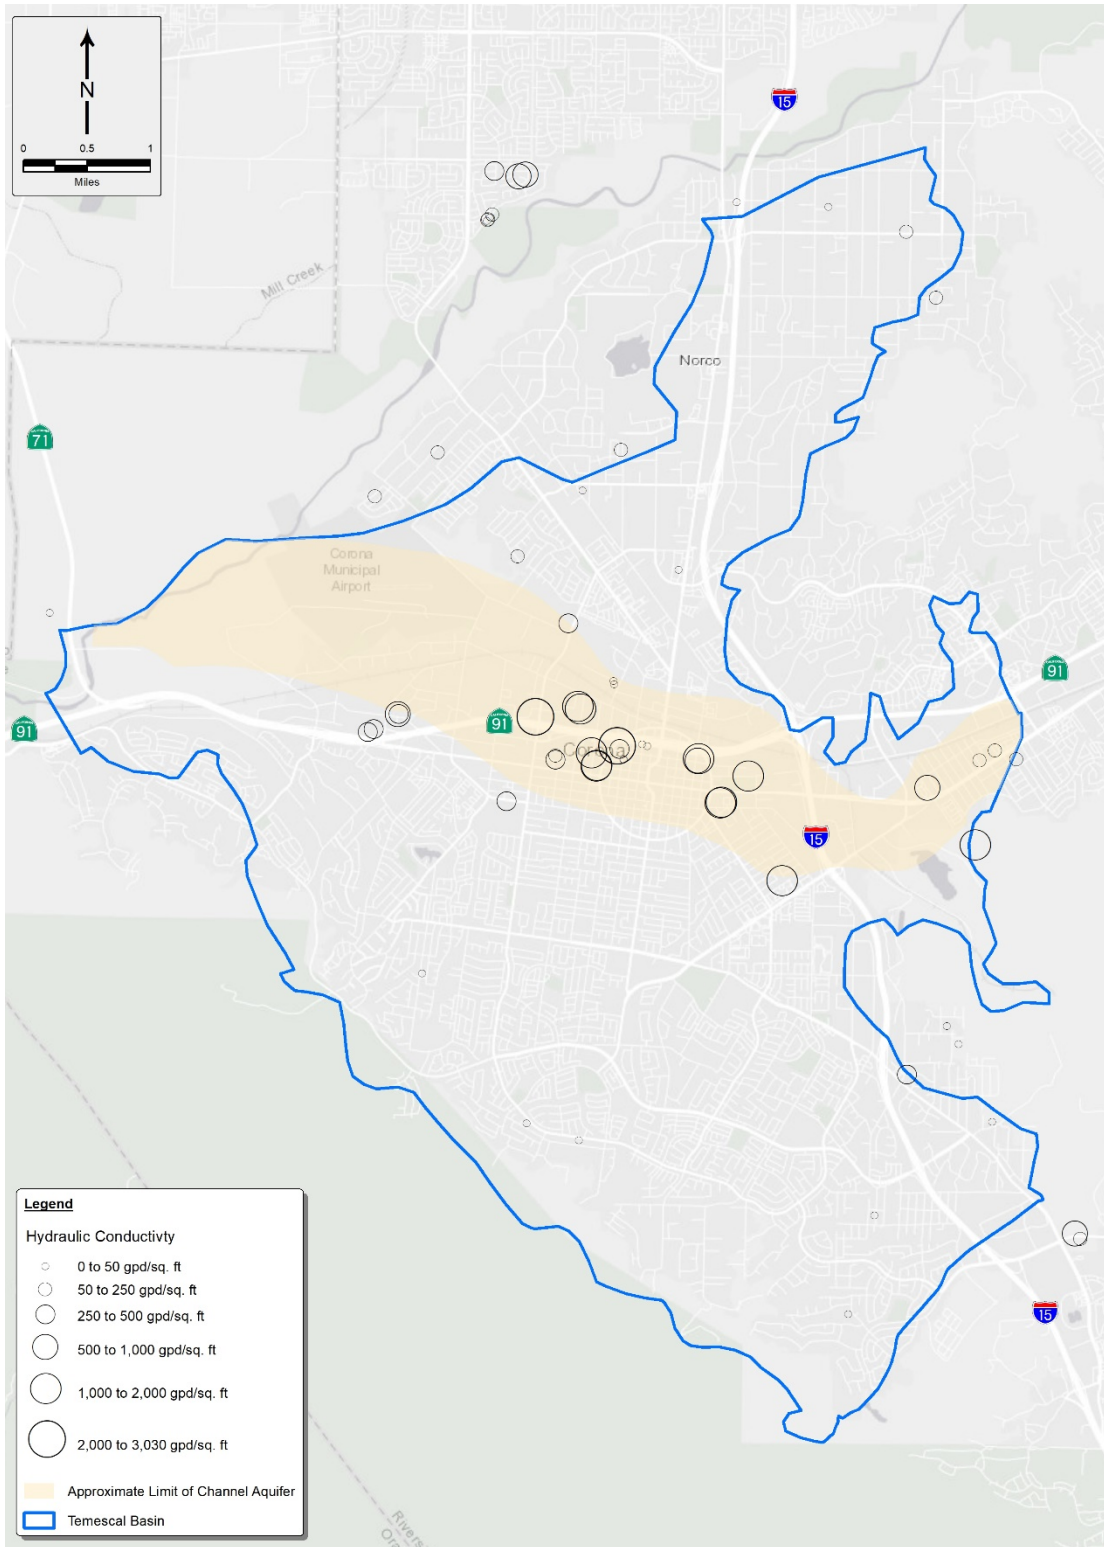 N
0 0.5 1
Miles
15
Mill Creek
Norco
71
Corona
Municipal
Airport
91
91
91
Corona
15
15
Legend
Hydraulic Conductivty
0 to 50 gpd/sq. ft
50 to 250 gpd/sq. ft
250 to 500 gpd/sq. ft
500 to 1,000 gpd/sq. ft
1,000 to 2,000 gpd/sq. ft
2,000 to 3,030 gpd/sq. ft
Approximate Limit of Channel Aquifer
Temescal Basin